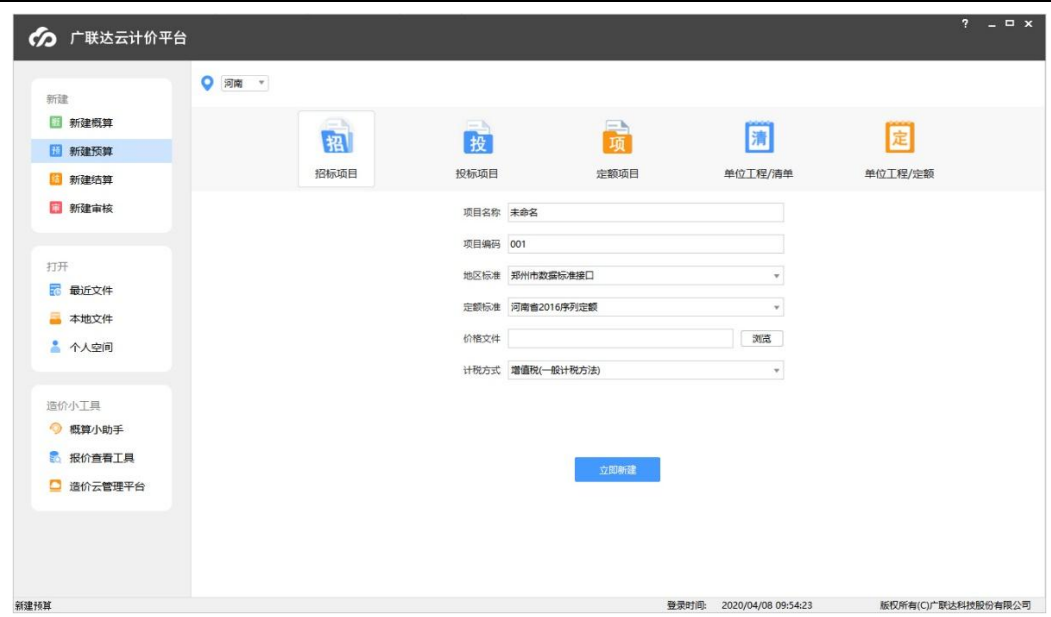 广联达云计价平台
?
河南
新建
新建概算
新建预算
新建结算
新建审核
打开
最近文件
本地文件
个人空间
造价小工具
概算小助手
报价查看工具
造价云管理平台
招
投
项
清
定
招标项目
投标项目
定额项目
单位工程/清单
单位工程/定额
项目名称 未命名
项目编码 001
地区标准 郑州市数据标准接口
定额标准 河南省2016序列定额
价格文件 浏览
计税方式 增值税(一般计税方法)
立即新建
新建预算 登录时间: 2020/04/08 09:54:23 版权所有(C)广联达科技股份有限公司